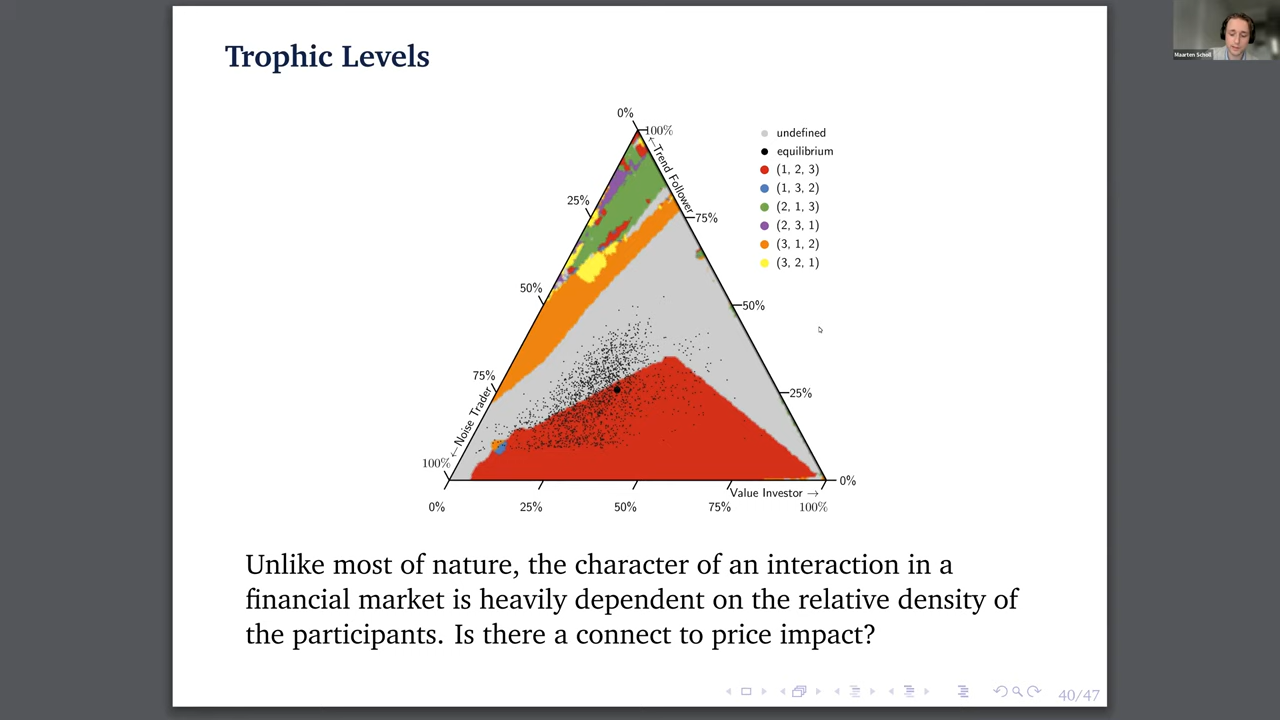 Trophic Levels
Maarten Scholl
0%
100%
← Trend Follower
25%
75%
50%
50%
75%
25%
← Noise Trader
100%
0%
Value Investor →
0%
25%
50%
75%
100%
undefined
equilibrium
(1, 2, 3)
(1, 3, 2)
(2, 1, 3)
(2, 3, 1)
(3, 1, 2)
(3, 2, 1)
Unlike most of nature, the character of an interaction in a
financial market is heavily dependent on the relative density of
the participants. Is there a connect to price impact?
40/47